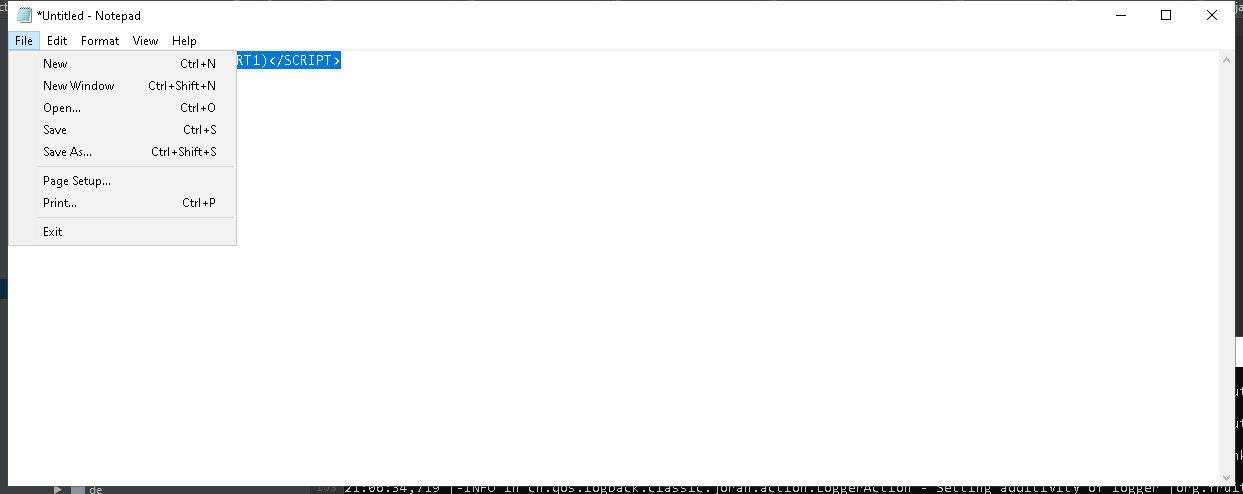 *Untitled - Notepad
File Edit Format View Help
RT1)</SCRIPT>
New Ctrl+N
New Window Ctrl+Shift+N
Open... Ctrl+O
Save Ctrl+S
Save As... Ctrl+Shift+S
Page Setup...
Print... Ctrl+P
Exit
de
21:06:34,719 |-INFO in ch.qos.logback.classic.joran.action.LoggerAction - Setting additivity of logger